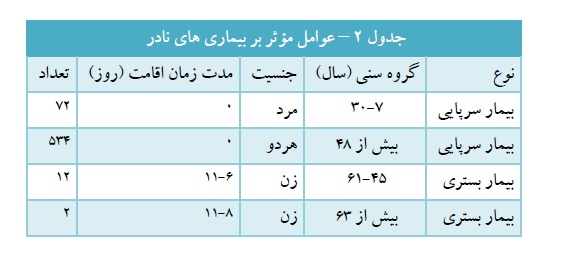 جدول ۲ – عوامل مؤثر بر بیماری های نادر
نوع گروه سنی (سال) جنسیت مدت زمان اقامت (روز) تعداد
بیمار سرپایی ۳۰-۷ مرد ۰ ۷۲
بیمار سرپایی بیش از ۴۸ هردو ۰ ۵۳۴
بیمار بستری ۶۱-۴۵ زن ۱۱-۶ ۱۲
بیمار بستری بیش از ۶۳ زن ۱۱-۸ ۲